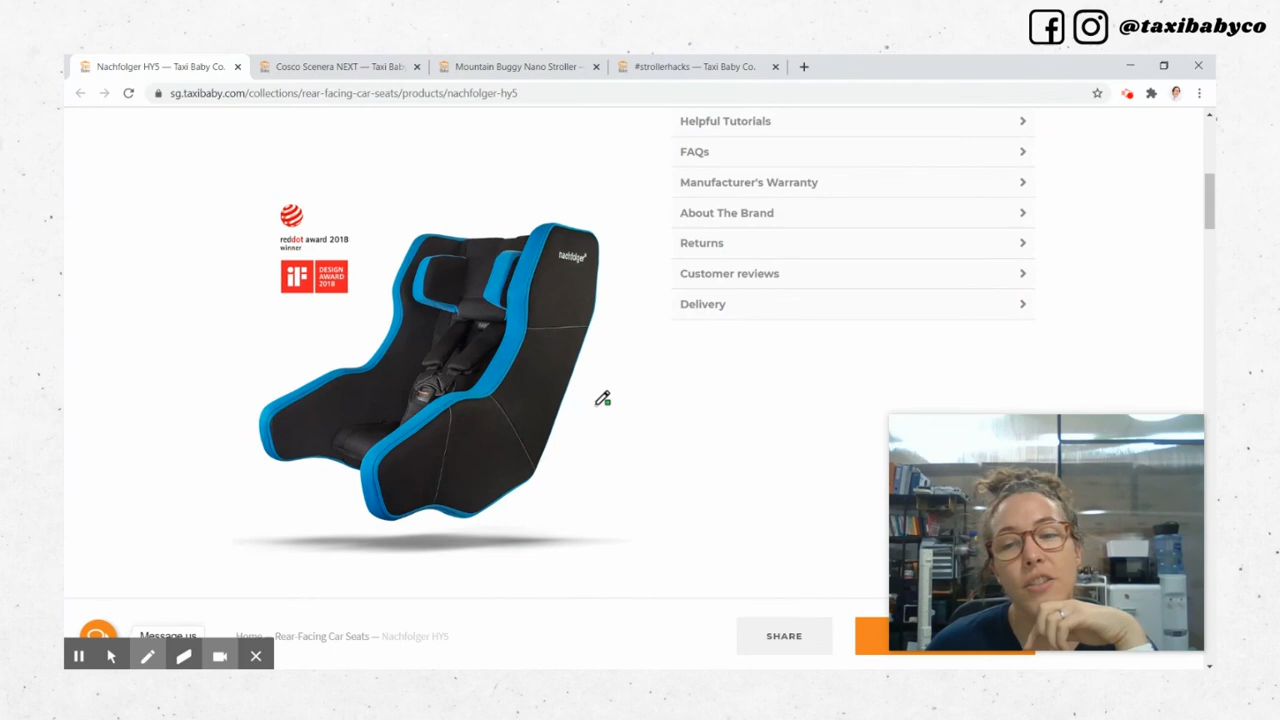 @taxibabyco
Nachfolger HY5 — Taxi Baby Co.
Cosco Scenera NEXT — Taxi Bab
Mountain Buggy Nano Stroller –
#strollerhacks — Taxi Baby Co.
sg.taxibaby.com/collections/rear-facing-car-seats/products/nachfolger-hy5
Helpful Tutorials
FAQs
Manufacturer's Warranty
About The Brand
Returns
Customer reviews
Delivery
reddot award 2018
winner
iF
DESIGN
AWARD
2018
nachfolger
Message us
Home — Rear-Facing Car Seats — Nachfolger HY5
SHARE